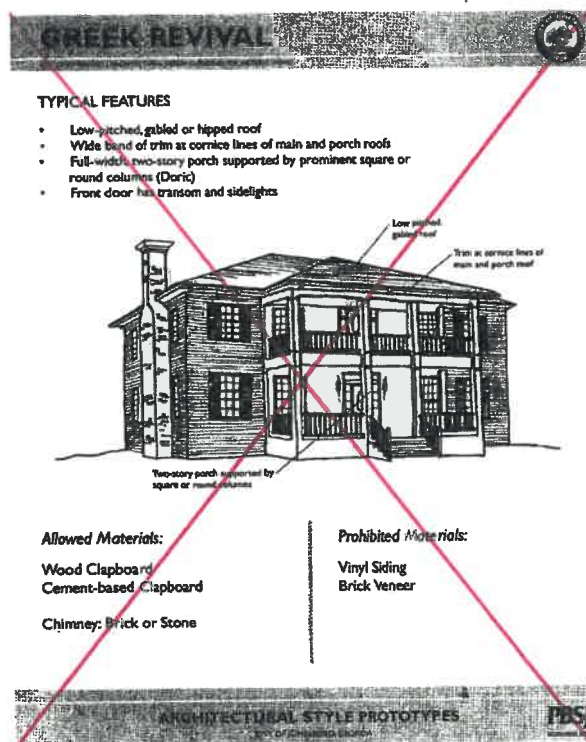 GREEK REVIVAL
TYPICAL FEATURES
• Low-pitched, gabled or hipped roof
• Wide band of trim at cornice lines of main and porch roofs
• Full-width, two-story porch supported by prominent square or
round columns (Doric)
• Front door has transom and sidelights
Low pitched,
gabled roof
Trim at cornice lines of
main and porch roof
Two-story porch supported by
square or round columns
Allowed Materials:
Wood Clapboard
Cement-based Clapboard
Chimney: Brick or Stone
Prohibited Materials:
Vinyl Siding
Brick Veneer
ARCHITECTURAL STYLE PROTOTYPES
PBS